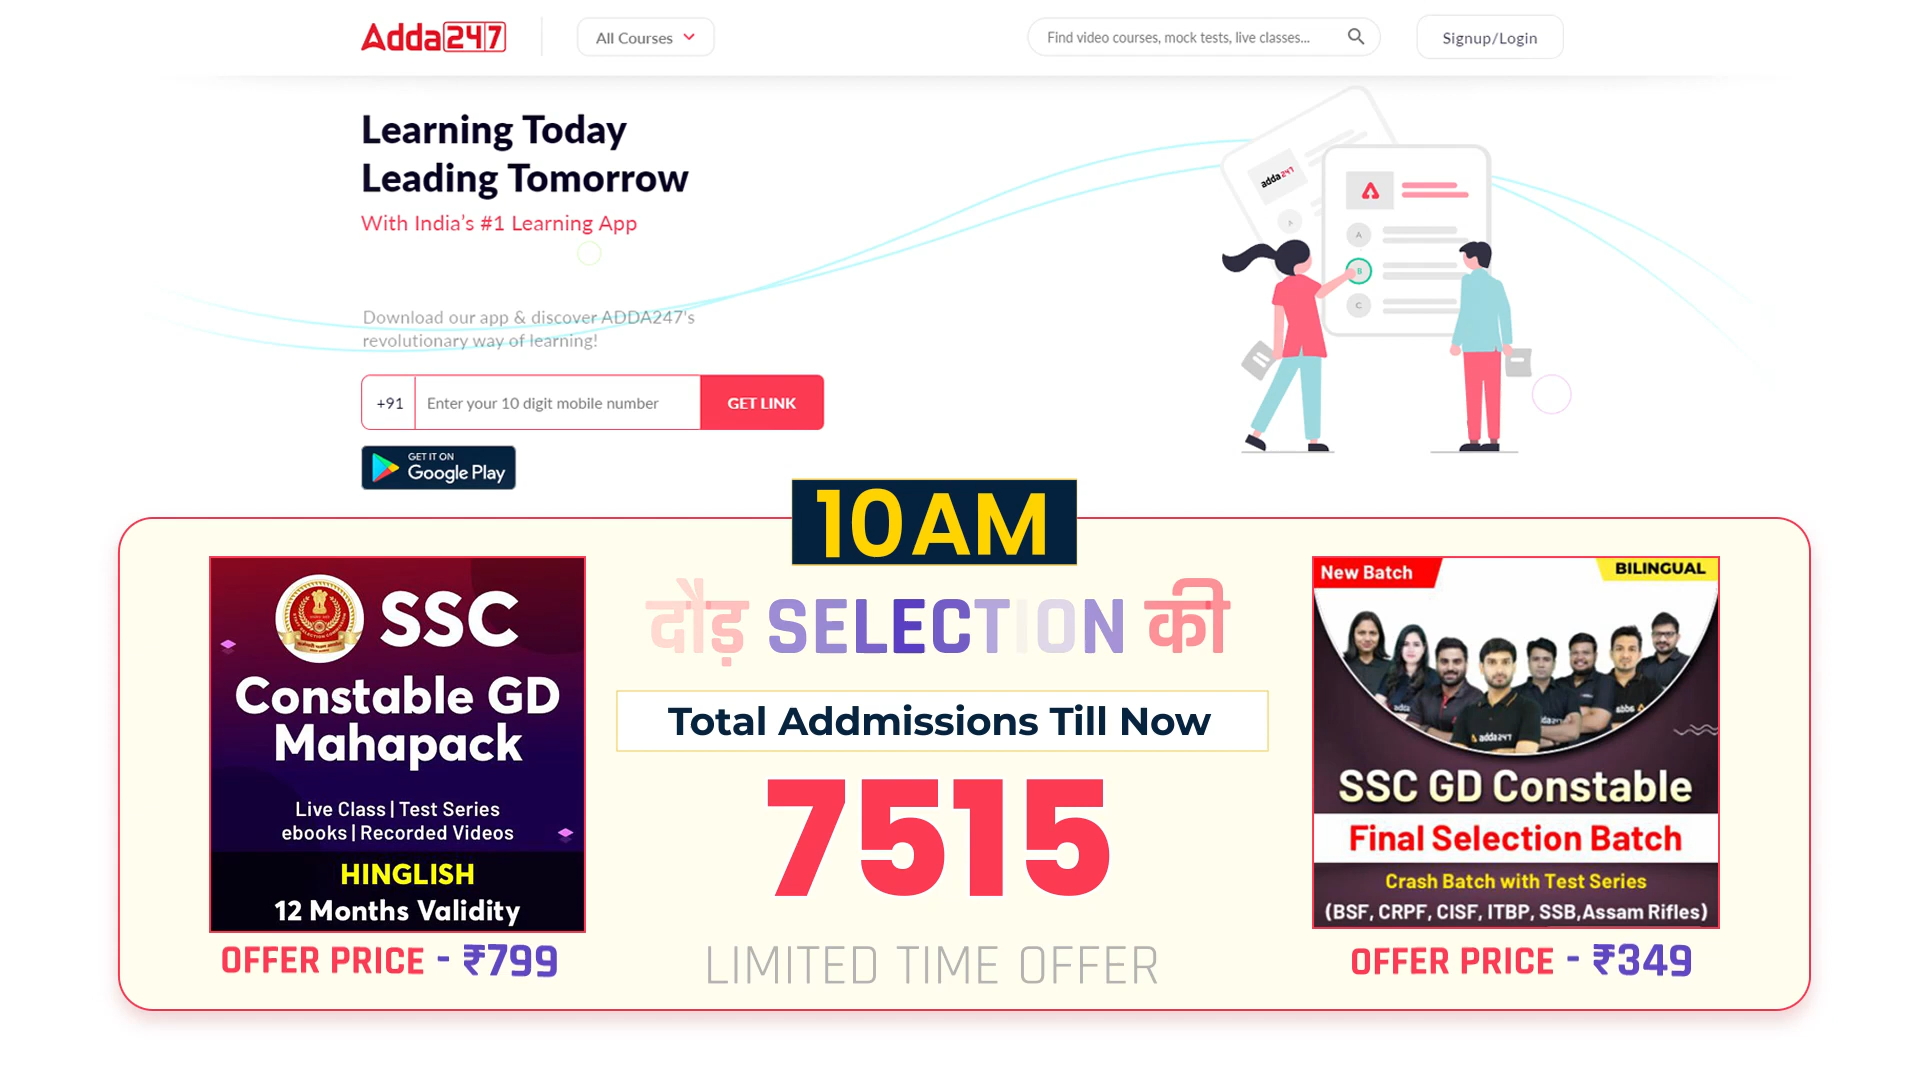 Adda247
All Courses
Find video courses, mock tests, live classes...
Signup/Login
Learning Today
Leading Tomorrow
With India's #1 Learning App
Download our app & discover ADDA247's
revolutionary way of learning!
+91
Enter your 10 digit mobile number
GET LINK
GET IT ON
Google Play
adda247
A
A
B
C
10 AM
दौड़ SELECTION की
Total Addmissions Till Now
7515
LIMITED TIME OFFER
SSC
Constable GD
Mahapack
Live Class | Test Series
ebooks | Recorded Videos
HINGLISH
12 Months Validity
OFFER PRICE - ₹799
New Batch
BILINGUAL
adda247
SSC GD Constable
Final Selection Batch
Crash Batch with Test Series
(BSF, CRPF, CISF, ITBP, SSB,Assam Rifles)
OFFER PRICE - ₹349